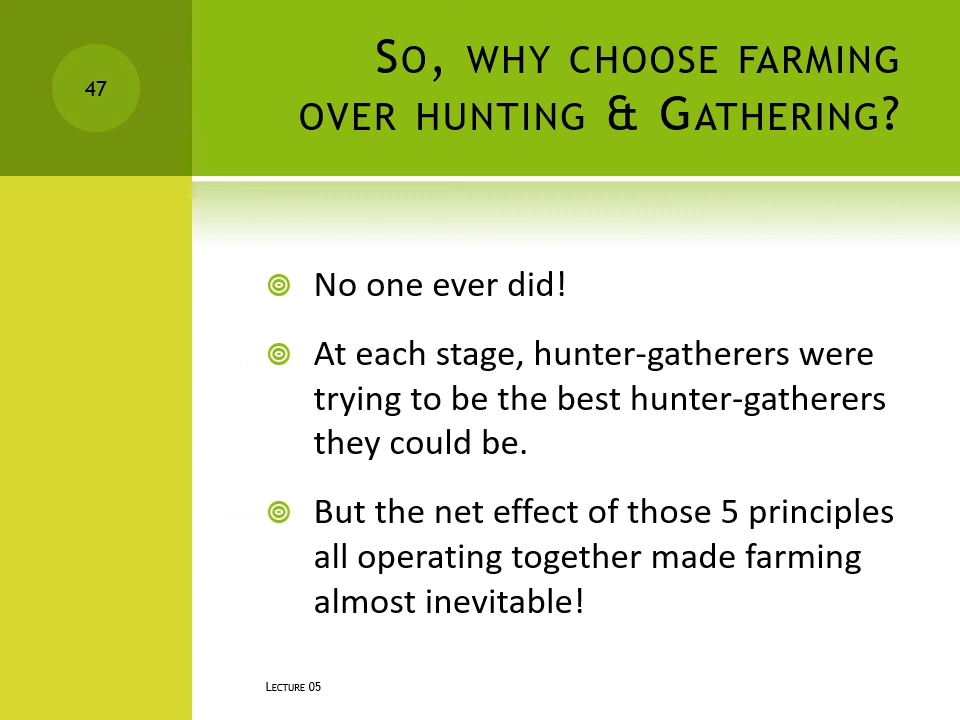 47
So, why choose farming
over hunting & Gathering?
No one ever did!
At each stage, hunter-gatherers were
trying to be the best hunter-gatherers
they could be.
But the net effect of those 5 principles
all operating together made farming
almost inevitable!
Lecture 05